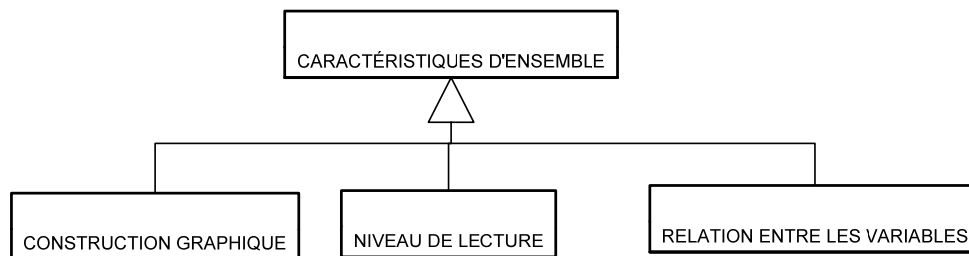 CARACTÉRISTIQUES D'ENSEMBLE
CONSTRUCTION GRAPHIQUE
NIVEAU DE LECTURE
RELATION ENTRE LES VARIABLES